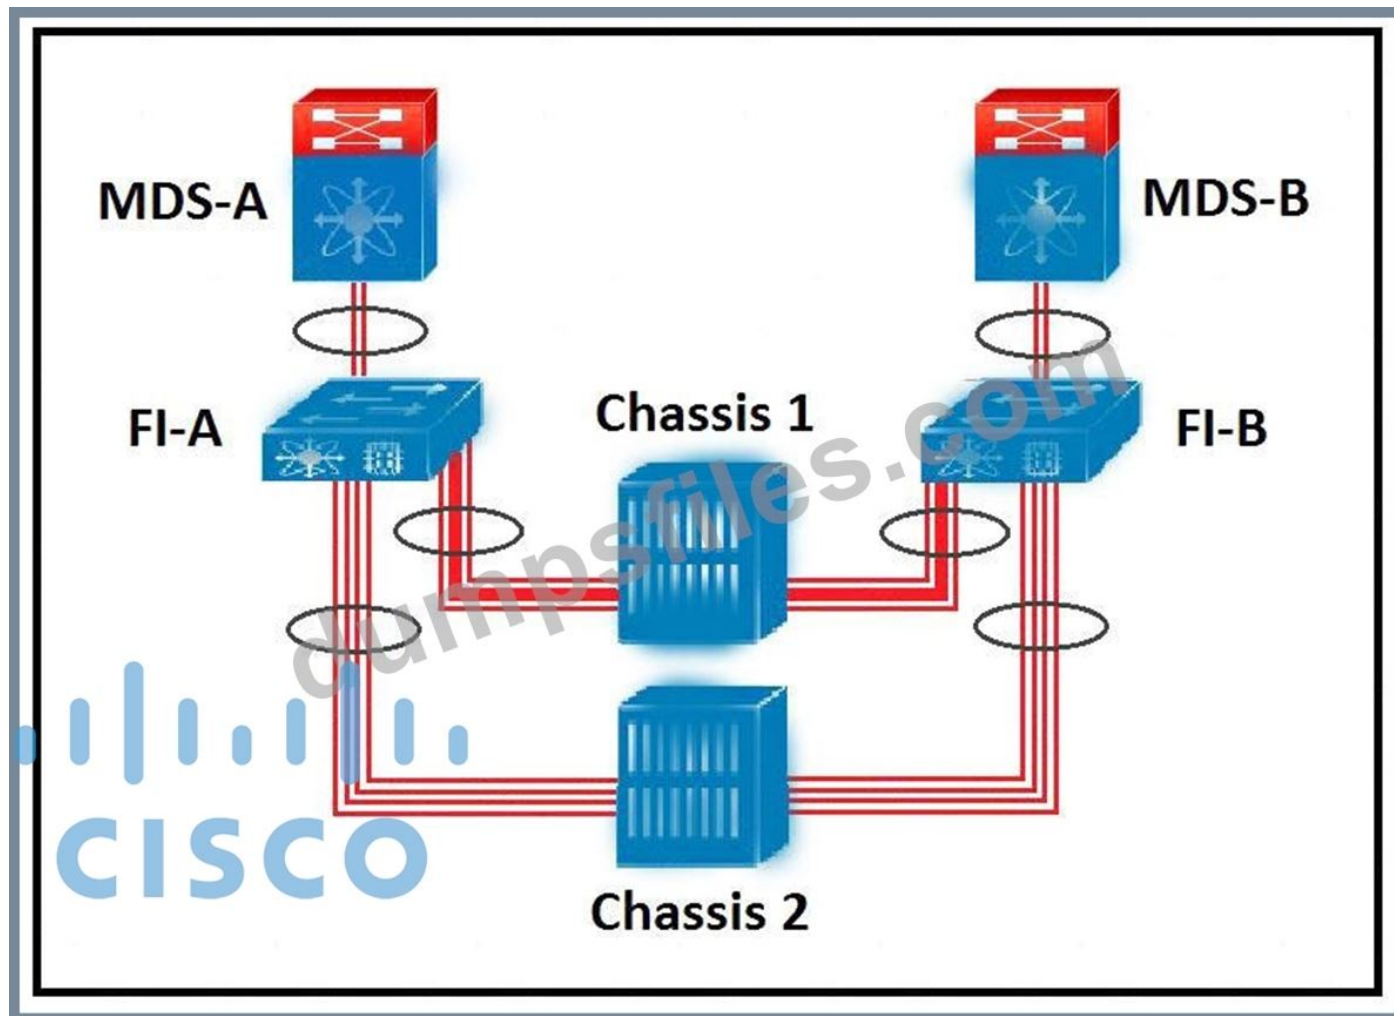 MDS-A
MDS-B
FI-A
Chassis 1
FI-B
dumpsfiles.com
CISCO
Chassis 2